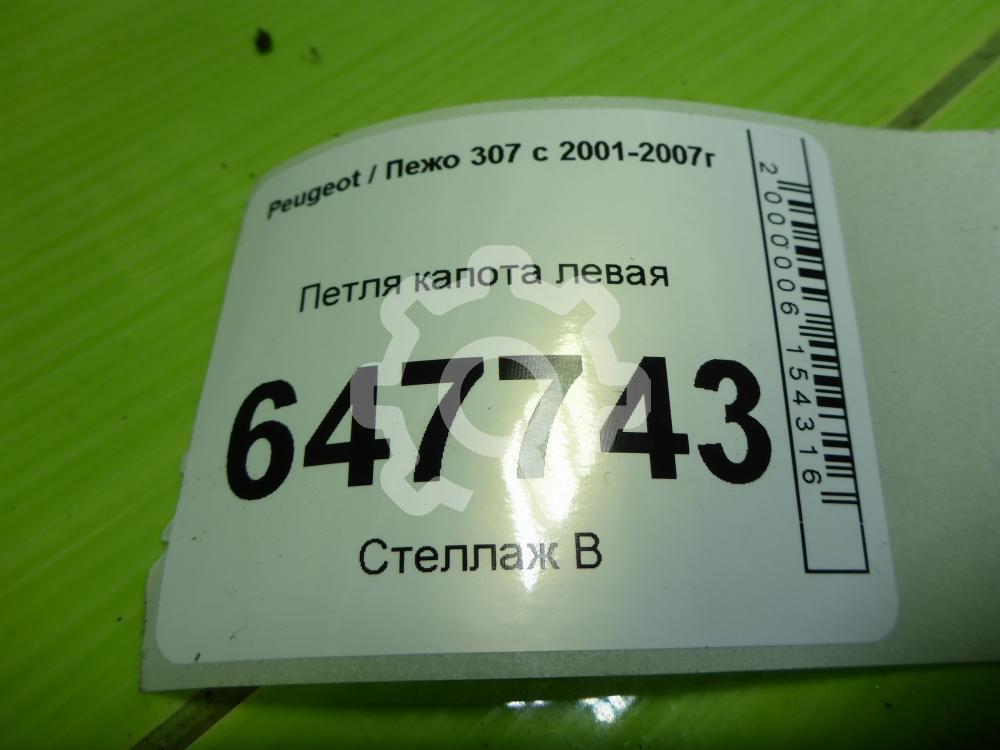 Peugeot / Пежо 307 с 2001-2007г
Петля капота левая
647743
Стеллаж В
2000006154316